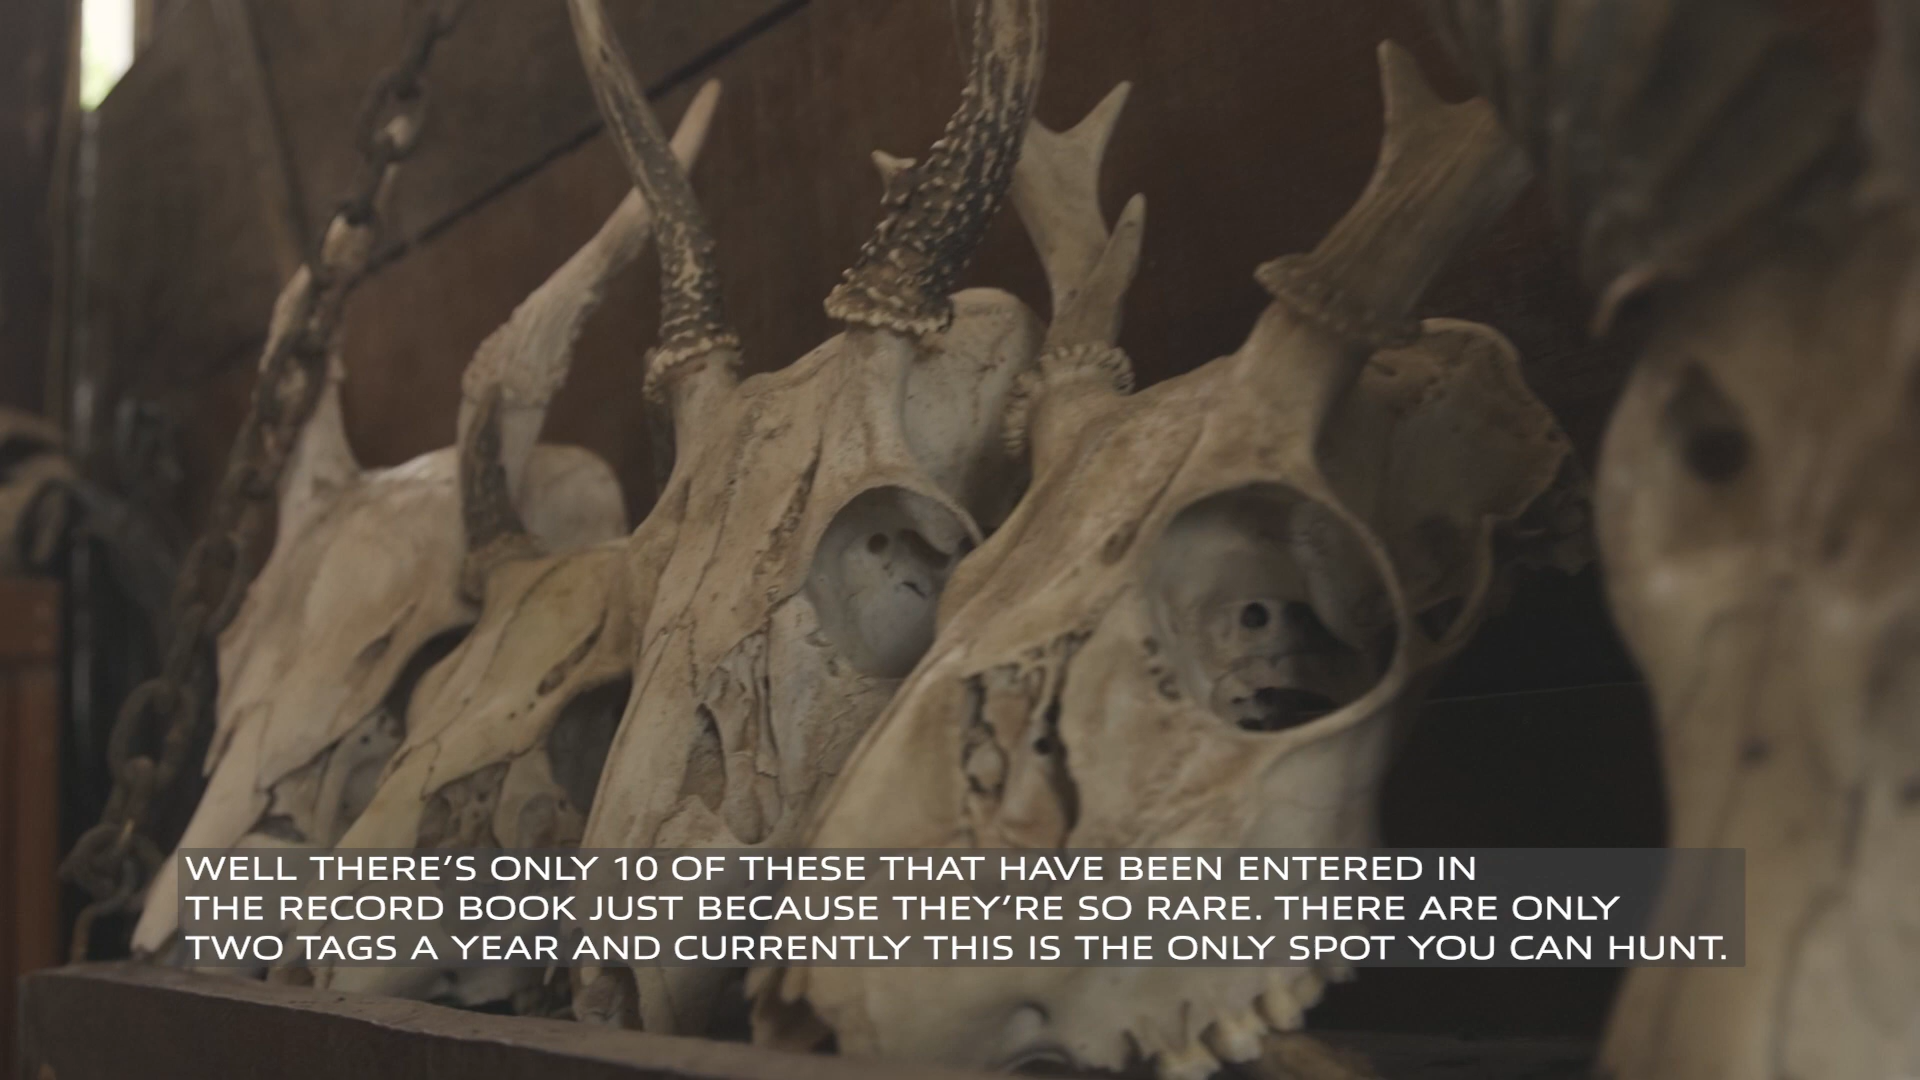 WELL THERE'S ONLY 10 OF THESE THAT HAVE BEEN ENTERED IN
THE RECORD BOOK JUST BECAUSE THEY'RE SO RARE. THERE ARE ONLY
TWO TAGS A YEAR AND CURRENTLY THIS IS THE ONLY SPOT YOU CAN HUNT.